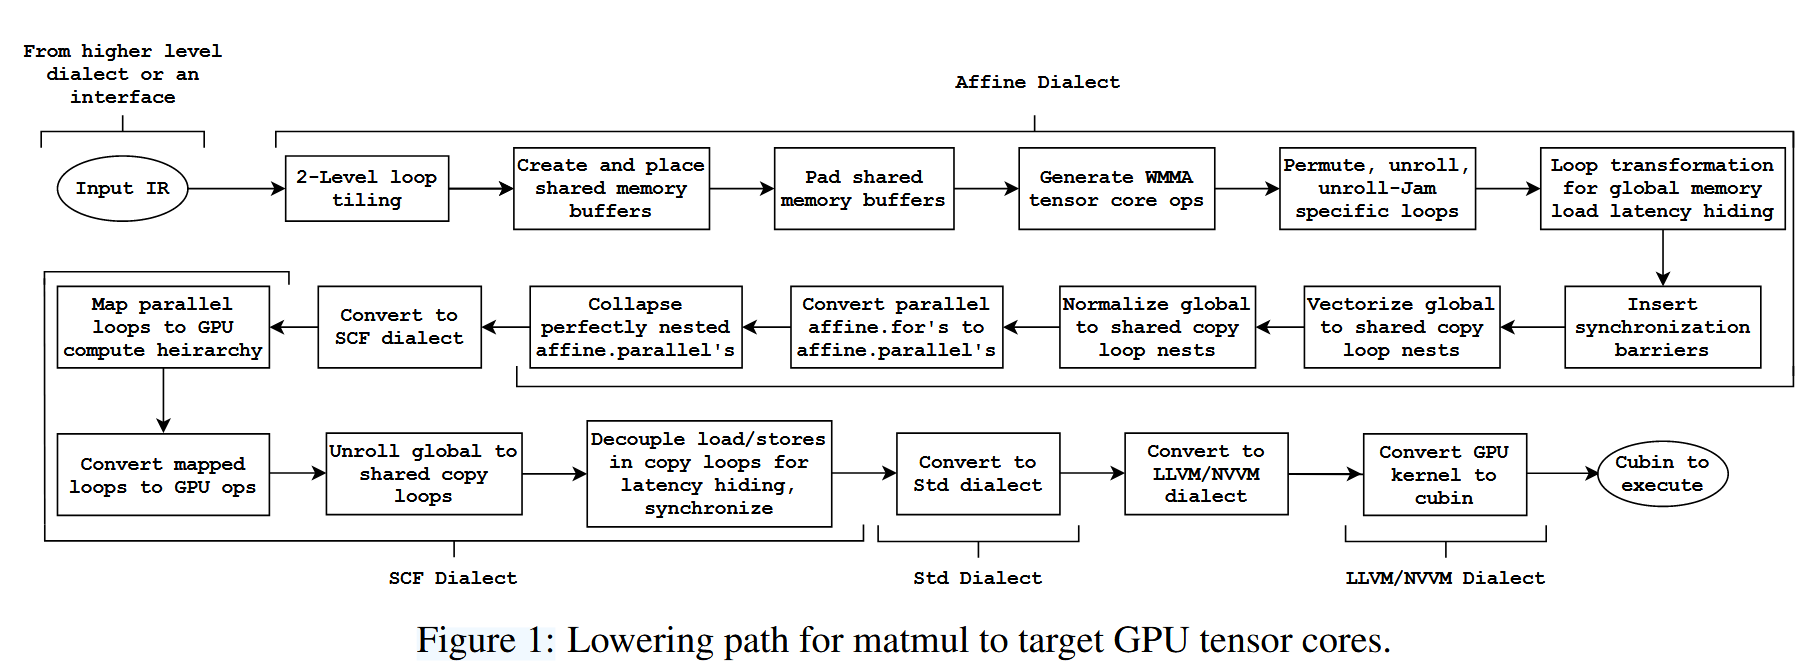 From higher level
dialect or an
interface
Affine Dialect
Input IR
2-Level loop
tiling
Create and place
shared memory
buffers
Pad shared
memory buffers
Generate WMMA
tensor core ops
Permute, unroll,
unroll-Jam
specific loops
Loop transformation
for global memory
load latency hiding
Insert
synchronization
barriers
Vectorize global
to shared copy
loop nests
Normalize global
to shared copy
loop nests
Convert parallel
affine.for's to
affine.parallel's
Collapse
perfectly nested
affine.parallel's
Convert to
SCF dialect
Map parallel
loops to GPU
compute heirarchy
Convert mapped
loops to GPU ops
Unroll global to
shared copy
loops
Decouple load/stores
in copy loops for
latency hiding,
synchronize
Convert to
Std dialect
Convert to
LLVM/NVVM
dialect
Convert GPU
kernel to
cubin
Cubin to
execute
SCF Dialect
Std Dialect
LLVM/NVVM Dialect
Figure 1: Lowering path for matmul to target GPU tensor cores.